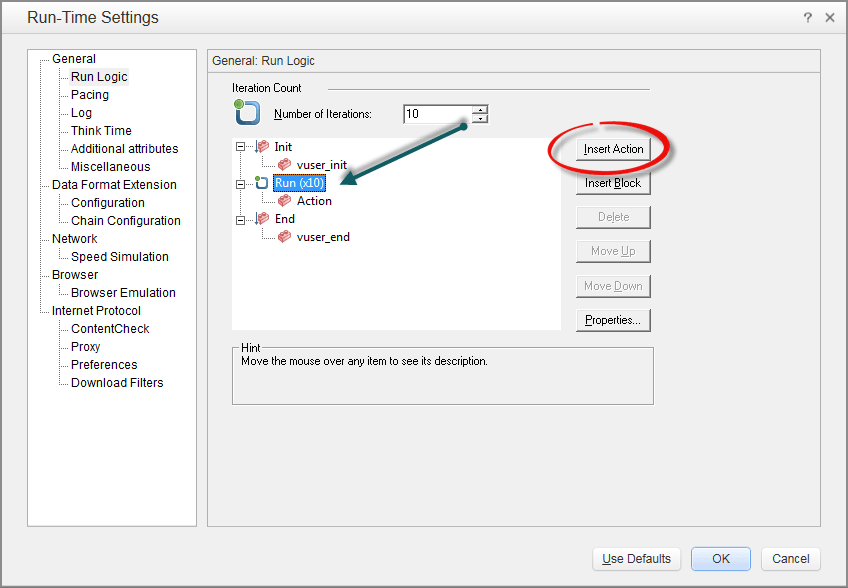 Run-Time Settings
?
General
Run Logic
Pacing
Log
Think Time
Additional attributes
Miscellaneous
Data Format Extension
Configuration
Chain Configuration
Network
Speed Simulation
Browser
Browser Emulation
Internet Protocol
ContentCheck
Proxy
Preferences
Download Filters
General: Run Logic
Iteration Count
Number of Iterations: 10
Init
vuser_init
Run (x10)
Action
End
vuser_end
Insert Action
Insert Block
Delete
Move Up
Move Down
Properties...
Hint
Move the mouse over any item to see its description.
Use Defaults
OK
Cancel